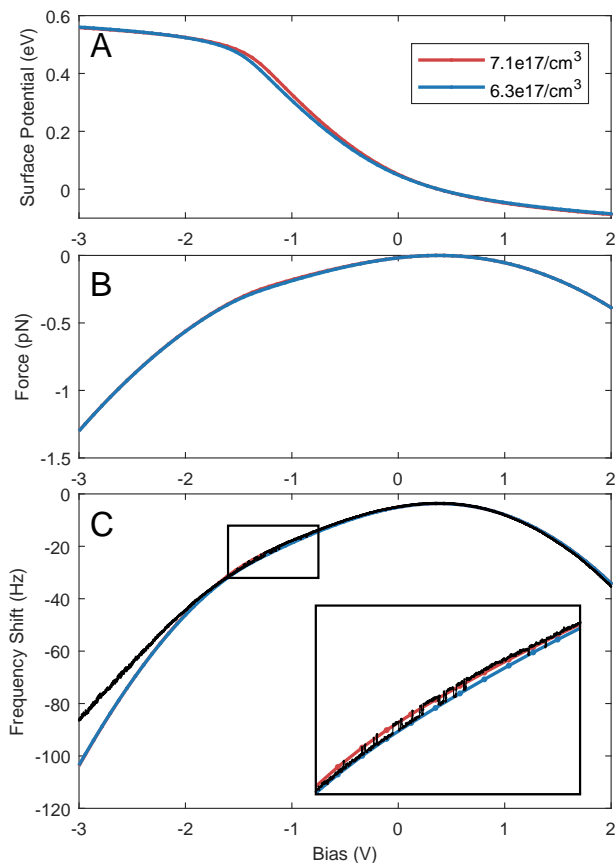 0.6
0.4
0.2
0
Surface Potential (eV)
A
7.1e17/cm³
6.3e17/cm³
-3 -2 -1 0 1 2
0
-0.5
-1
-1.5
Force (pN)
B
-3 -2 -1 0 1 2
0
-20
-40
-60
-80
-100
-120
Frequency Shift (Hz)
C
-3 -2 -1 0 1 2
Bias (V)